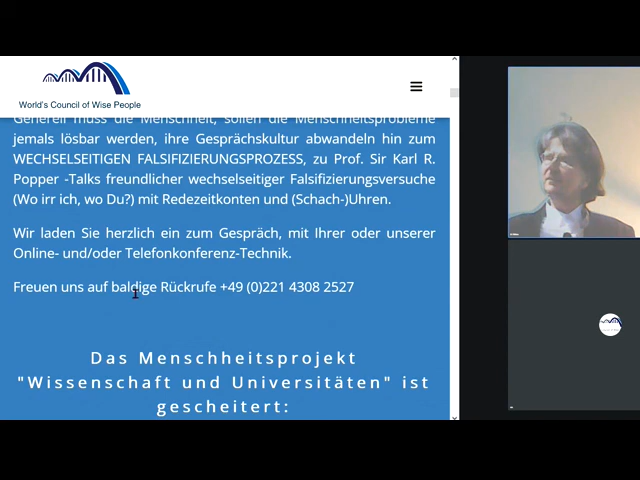 World's Council of Wise People
Generell muss die Menschheit, sollen die Menschheitsprobleme
jemals lösbar werden, ihre Gesprächskultur abwandeln hin zum
WECHSELSEITIGEN FALSIFIZIERUNGSPROZESS, zu Prof. Sir Karl R.
Popper -Talks freundlicher wechselseitiger Falsifizierungsversuche
(Wo irr ich, wo Du?) mit Redezeitkonten und (Schach-)Uhren.
Wir laden Sie herzlich ein zum Gespräch, mit Ihrer oder unserer
Online- und/oder Telefonkonferenz-Technik.
Freuen uns auf baldige Rückrufe +49 (0)221 4308 2527
Das Menschheitsprojekt
"Wissenschaft und Universitäten" ist
gescheitert: